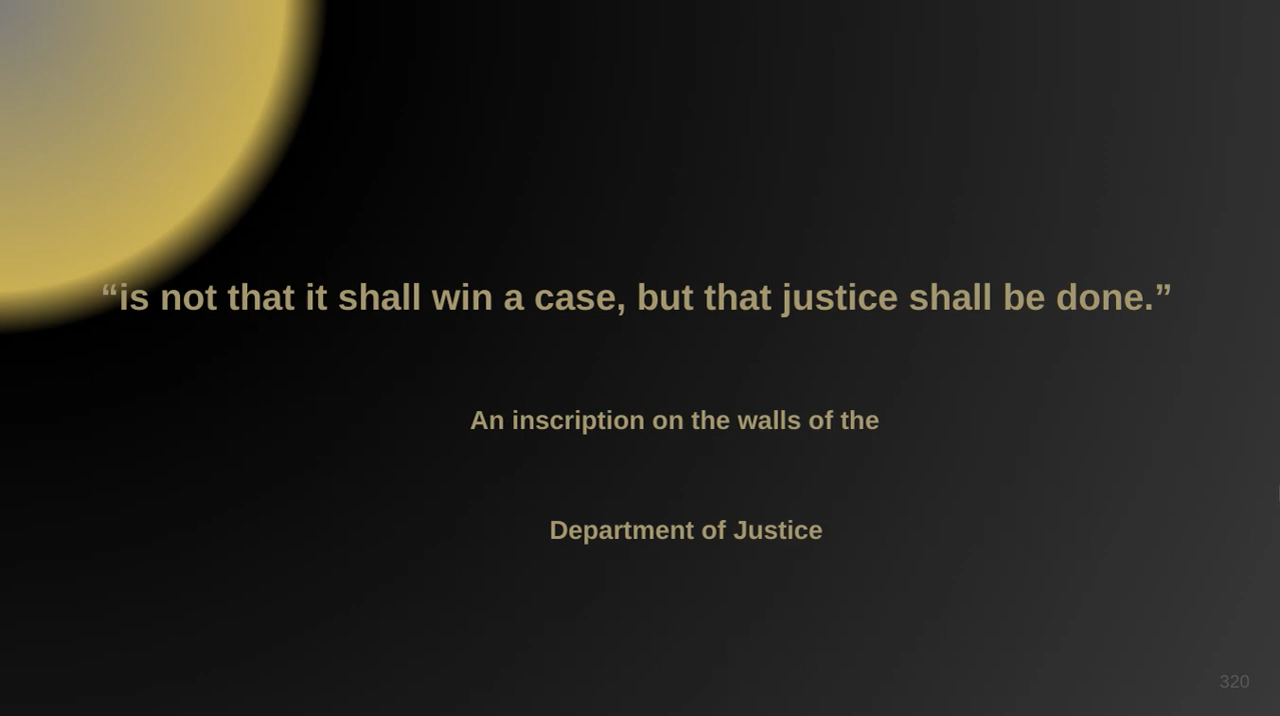 “is not that it shall win a case, but that justice shall be done.”
An inscription on the walls of the
Department of Justice
320